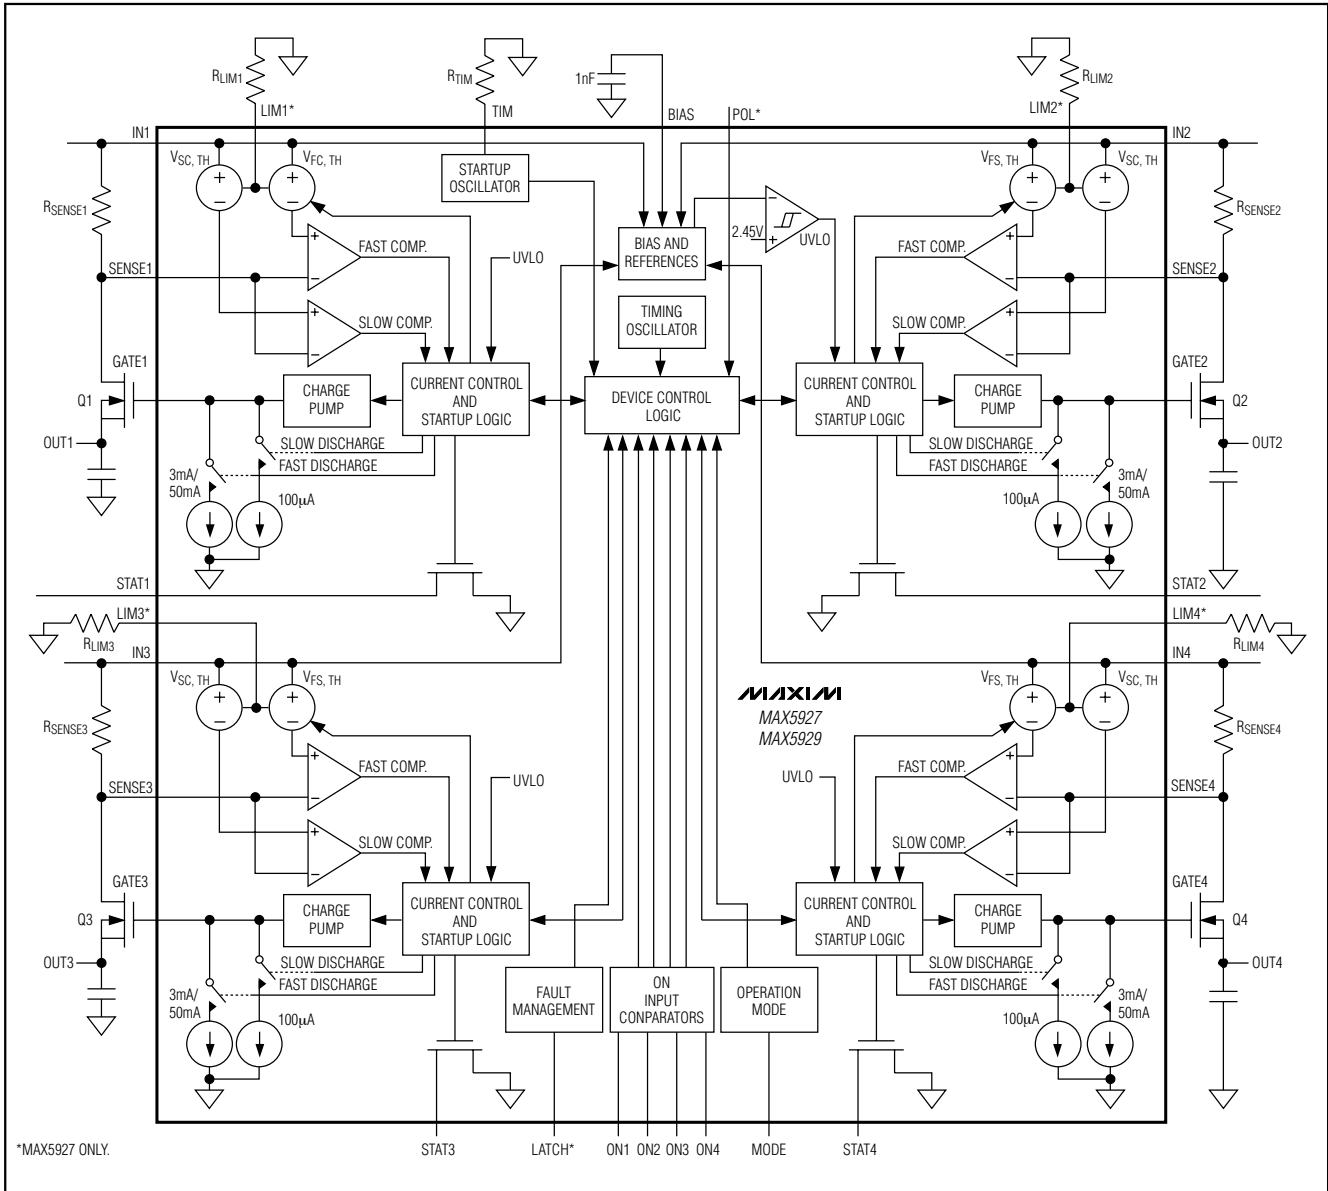 RLIM1
LIM1*
RTIM
TIM
1nF
BIAS
POL*
RLIM2
LIM2*
IN1
IN2
VSC, TH
VFC, TH
STARTUP
OSCILLATOR
VFS, TH
VSC, TH
RSENSE1
RSENSE2
+
−
+
−
−
2.45V
+
UVLO
+
−
+
−
BIAS AND
REFERENCES
FAST COMP.
UVLO
FAST COMP.
+
−
+
−
SENSE1
SENSE2
TIMING
OSCILLATOR
SLOW COMP.
SLOW COMP.
+
−
+
−
GATE1
GATE2
Q1
Q2
CHARGE
PUMP
CURRENT CONTROL
AND
STARTUP LOGIC
DEVICE CONTROL
LOGIC
CURRENT CONTROL
AND
STARTUP LOGIC
CHARGE
PUMP
OUT1
OUT2
SLOW DISCHARGE
FAST DISCHARGE
SLOW DISCHARGE
FAST DISCHARGE
3mA/
50mA
100µA
100µA
3mA/
50mA
STAT1
STAT2
LIM3*
RLIM3
LIM4*
RLIM4
IN3
IN4
VSC, TH
VFS, TH
VFS, TH
VSC, TH
+
−
+
−
+
−
+
−
MAXIM
MAX5927
MAX5929
RSENSE3
RSENSE4
FAST COMP.
UVLO
UVLO
FAST COMP.
+
−
+
−
SENSE3
SENSE4
SLOW COMP.
SLOW COMP.
+
−
+
−
GATE3
GATE4
Q3
Q4
CHARGE
PUMP
CURRENT CONTROL
AND
STARTUP LOGIC
CURRENT CONTROL
AND
STARTUP LOGIC
CHARGE
PUMP
OUT3
OUT4
SLOW DISCHARGE
FAST DISCHARGE
SLOW DISCHARGE
FAST DISCHARGE
3mA/
50mA
100µA
100µA
3mA/
50mA
FAULT
MANAGEMENT
ON
INPUT
CONPARATORS
OPERATION
MODE
*MAX5927 ONLY.
STAT3
LATCH*
ON1
ON2
ON3
ON4
MODE
STAT4